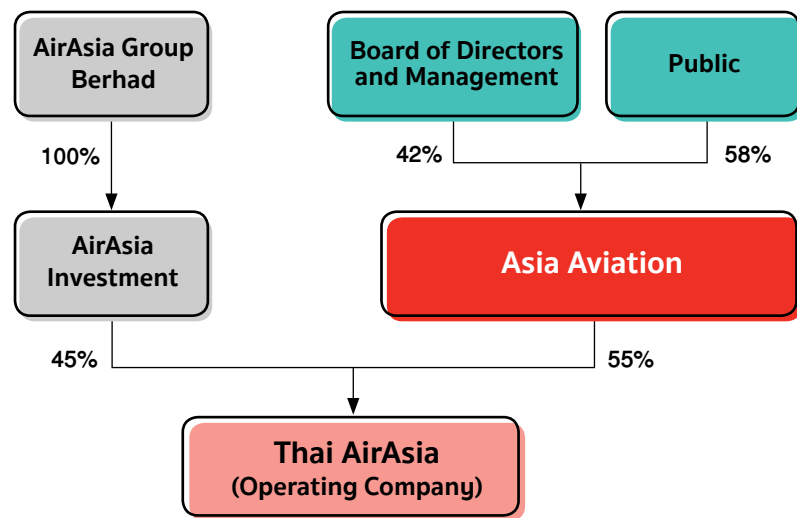 AirAsia Group
Berhad
Board of Directors
and Management
Public
100%
42%
58%
AirAsia
Investment
Asia Aviation
45%
55%
Thai AirAsia
(Operating Company)